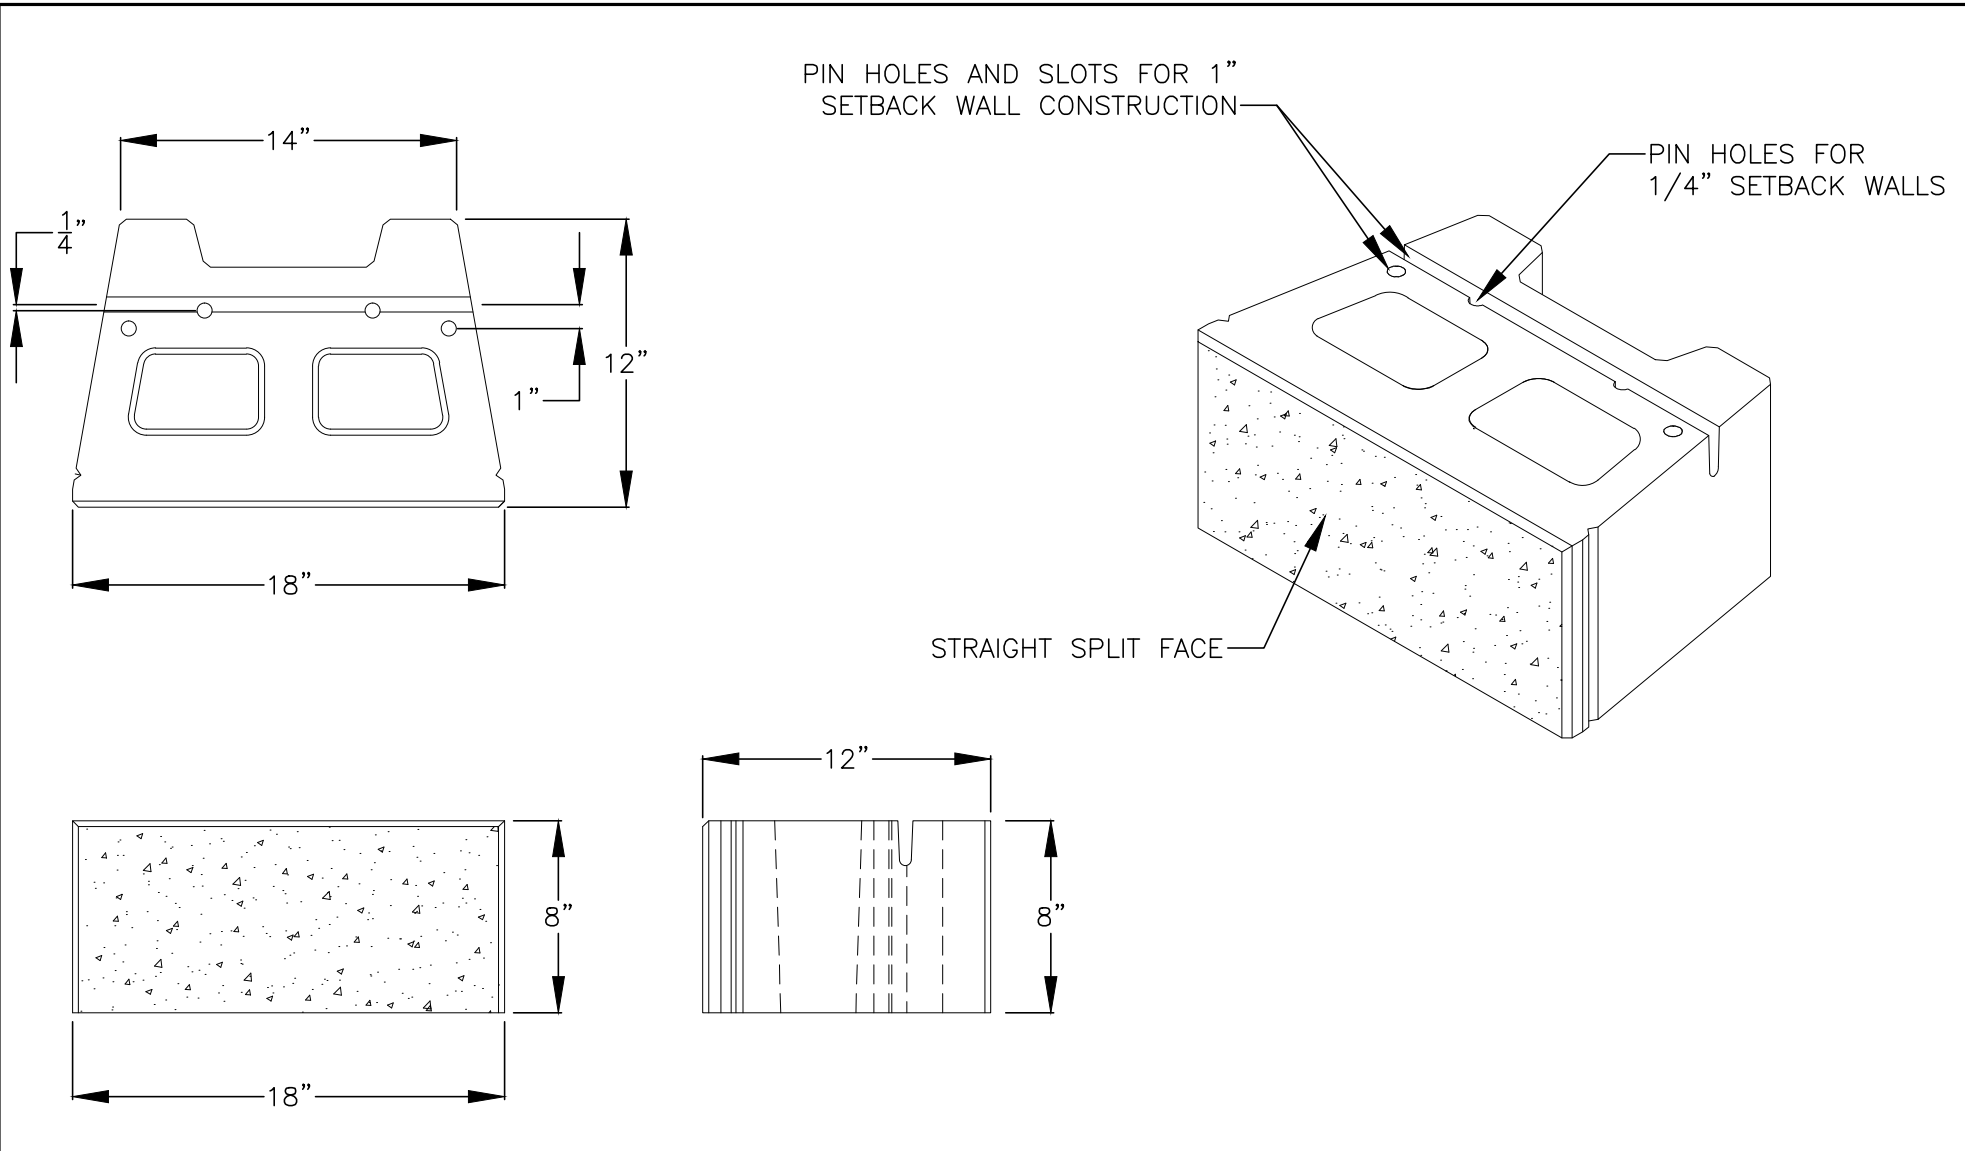 PIN HOLES AND SLOTS FOR 1”
SETBACK WALL CONSTRUCTION
PIN HOLES FOR
1/4” SETBACK WALLS
14”
1/4”
12”
1”
18”
STRAIGHT SPLIT FACE
12”
8”
8”
18”